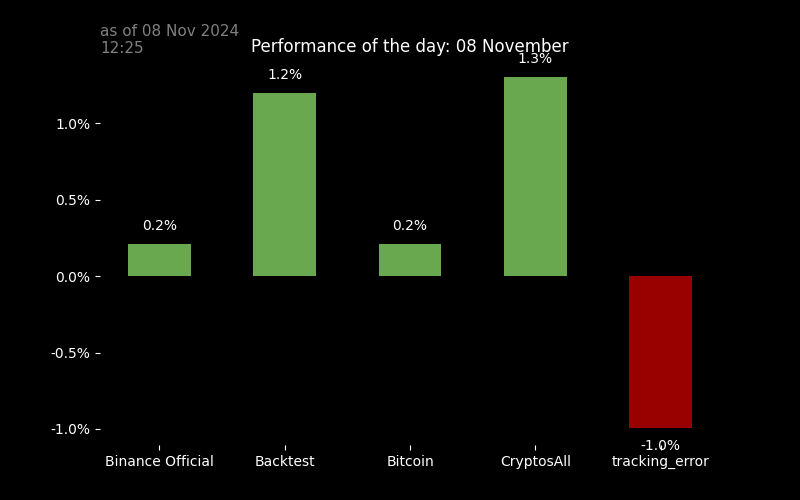 as of 08 Nov 2024
12:25
Performance of the day: 08 November
1.3%
1.2%
1.0%
0.5%
0.2%
0.2%
0.0%
-0.5%
-1.0%
-1.0%
Binance Official
Backtest
Bitcoin
CryptosAll
tracking_error